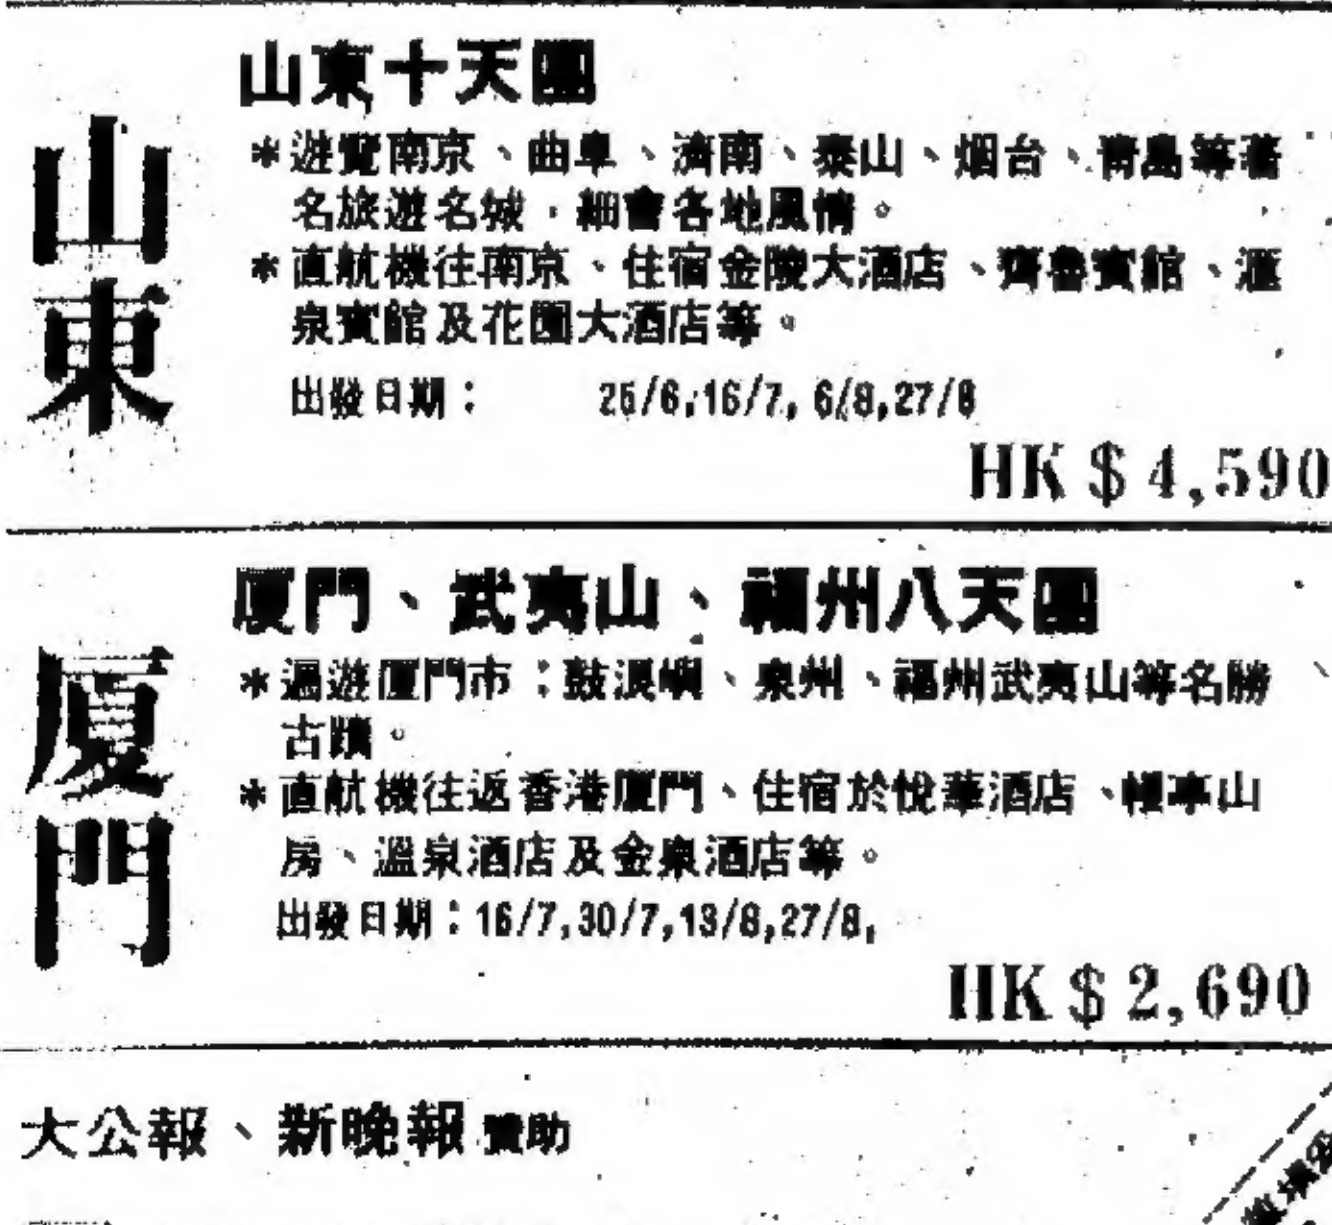 山東
山東十天團
*遊覽南京、曲阜、濟南、泰山、烟台、青島等著
名旅遊名城，細會各地風情。
*直航機往南京、住宿金陵大酒店、齊魯賓館、滙
泉賓館及花園大酒店等。
出發日期： 25/6,16/7, 6/8,27/8
HK＄4,590
廈門
厦門、武夷山、福州八天團
*遍遊厦門市：鼓浪嶼、泉州、福州武夷山等名勝
古蹟。
*直航機往返香港厦門、住宿於悅華酒店、幔亭山
房、溫泉酒店及金泉酒店等。
出發日期：16/7,30/7,13/8,27/8,
HK＄2,690
大公報、新晚報贊助